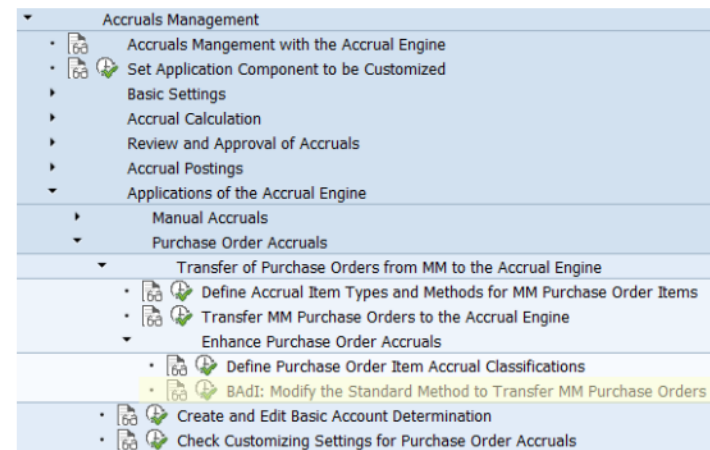 Accruals Management
Accruals Mangement with the Accrual Engine
Set Application Component to be Customized
Basic Settings
Accrual Calculation
Review and Approval of Accruals
Accrual Postings
Applications of the Accrual Engine
Manual Accruals
Purchase Order Accruals
Transfer of Purchase Orders from MM to the Accrual Engine
Define Accrual Item Types and Methods for MM Purchase Order Items
Transfer MM Purchase Orders to the Accrual Engine
Enhance Purchase Order Accruals
Define Purchase Order Item Accrual Classifications
BAdI: Modify the Standard Method to Transfer MM Purchase Orders
Create and Edit Basic Account Determination
Check Customizing Settings for Purchase Order Accruals